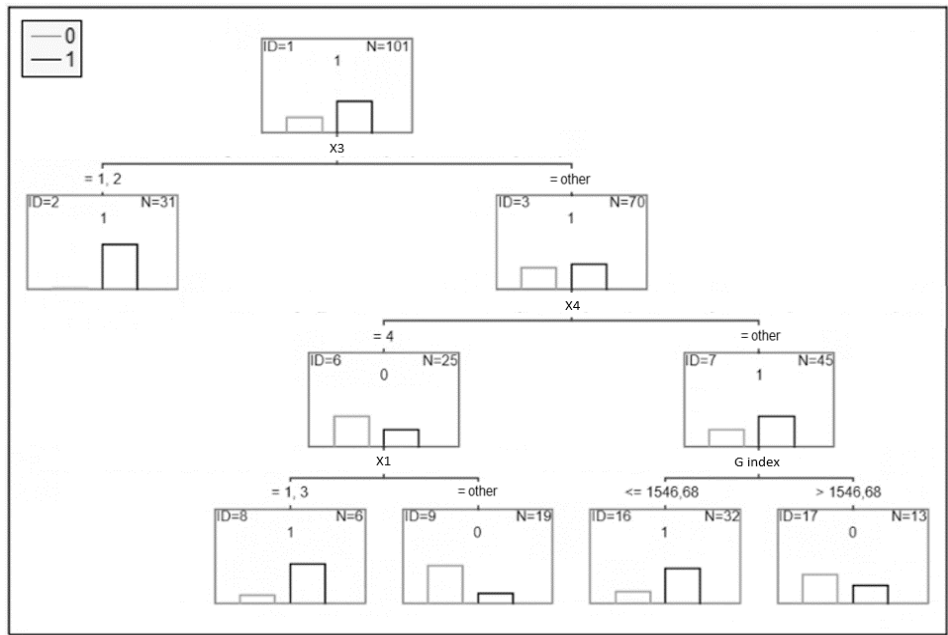 0
1
ID=1 N=101
1
X3
= 1, 2 = other
ID=2 N=31 ID=3 N=70
1 1
X4
= 4 = other
ID=6 N=25 ID=7 N=45
0 1
X1 G index
= 1, 3 = other <= 1546,68 > 1546,68
ID=8 N=6 ID=9 N=19 ID=16 N=32 ID=17 N=13
1 0 1 0